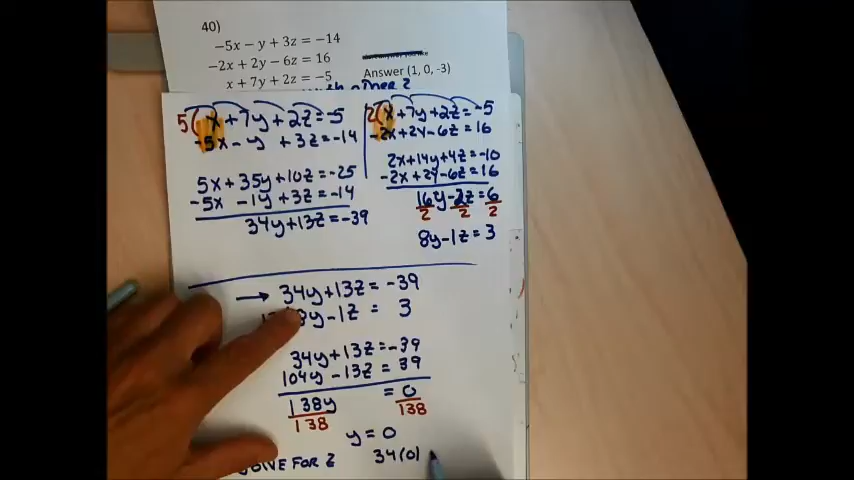 40)
-5x - y + 3z = -14
-2x + 2y - 6z = 16
x + 7y + 2z = -5
Answer (1, 0, -3)
5(x + 7y + 2z = -5
-5x - y + 3z = -14
5x + 35y + 10z = -25
-5x - 1y + 3z = -14
34y + 13z = -39
2(x + 7y + 2z = -5
-2x + 2y - 6z = 16
2x + 14y + 4z = -10
-2x + 2y - 6z = 16
16y - 2z = 6
2 2 2
8y - 1z = 3
→ 34y + 13z = -39
8y - 1z = 3
34y + 13z = -39
104y - 13z = 39
138y = 0
138 138
y = 0
FOR Z 34(0)